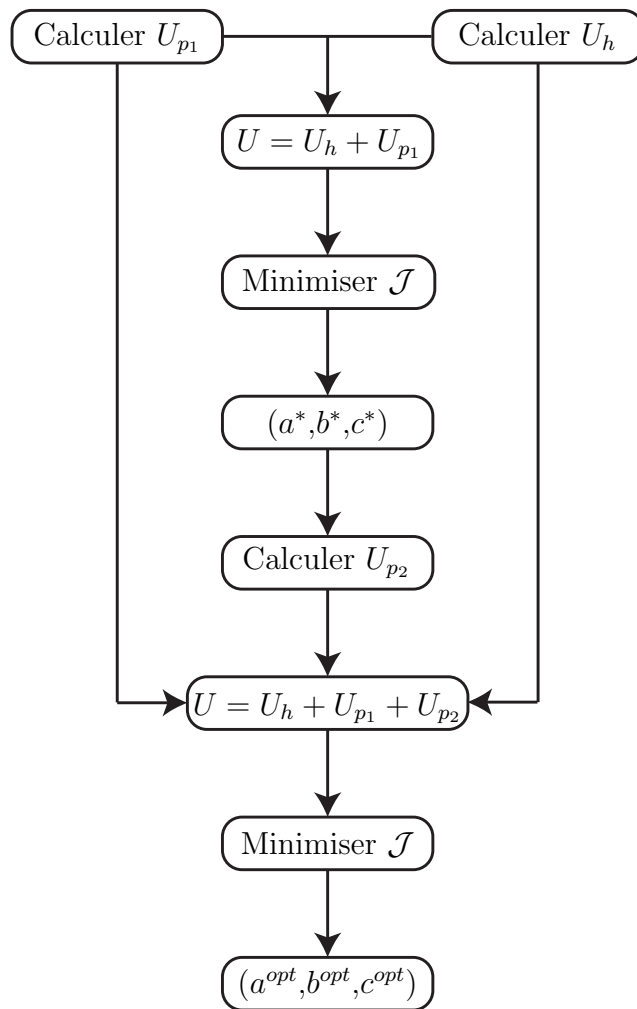 Calculer $U_{p_1}$
Calculer $U_h$
$U = U_h + U_{p_1}$
Minimiser $\mathcal{J}$
$(a^*, b^*, c^*)$
Calculer $U_{p_2}$
$U = U_h + U_{p_1} + U_{p_2}$
Minimiser $\mathcal{J}$
$(a^{opt}, b^{opt}, c^{opt})$